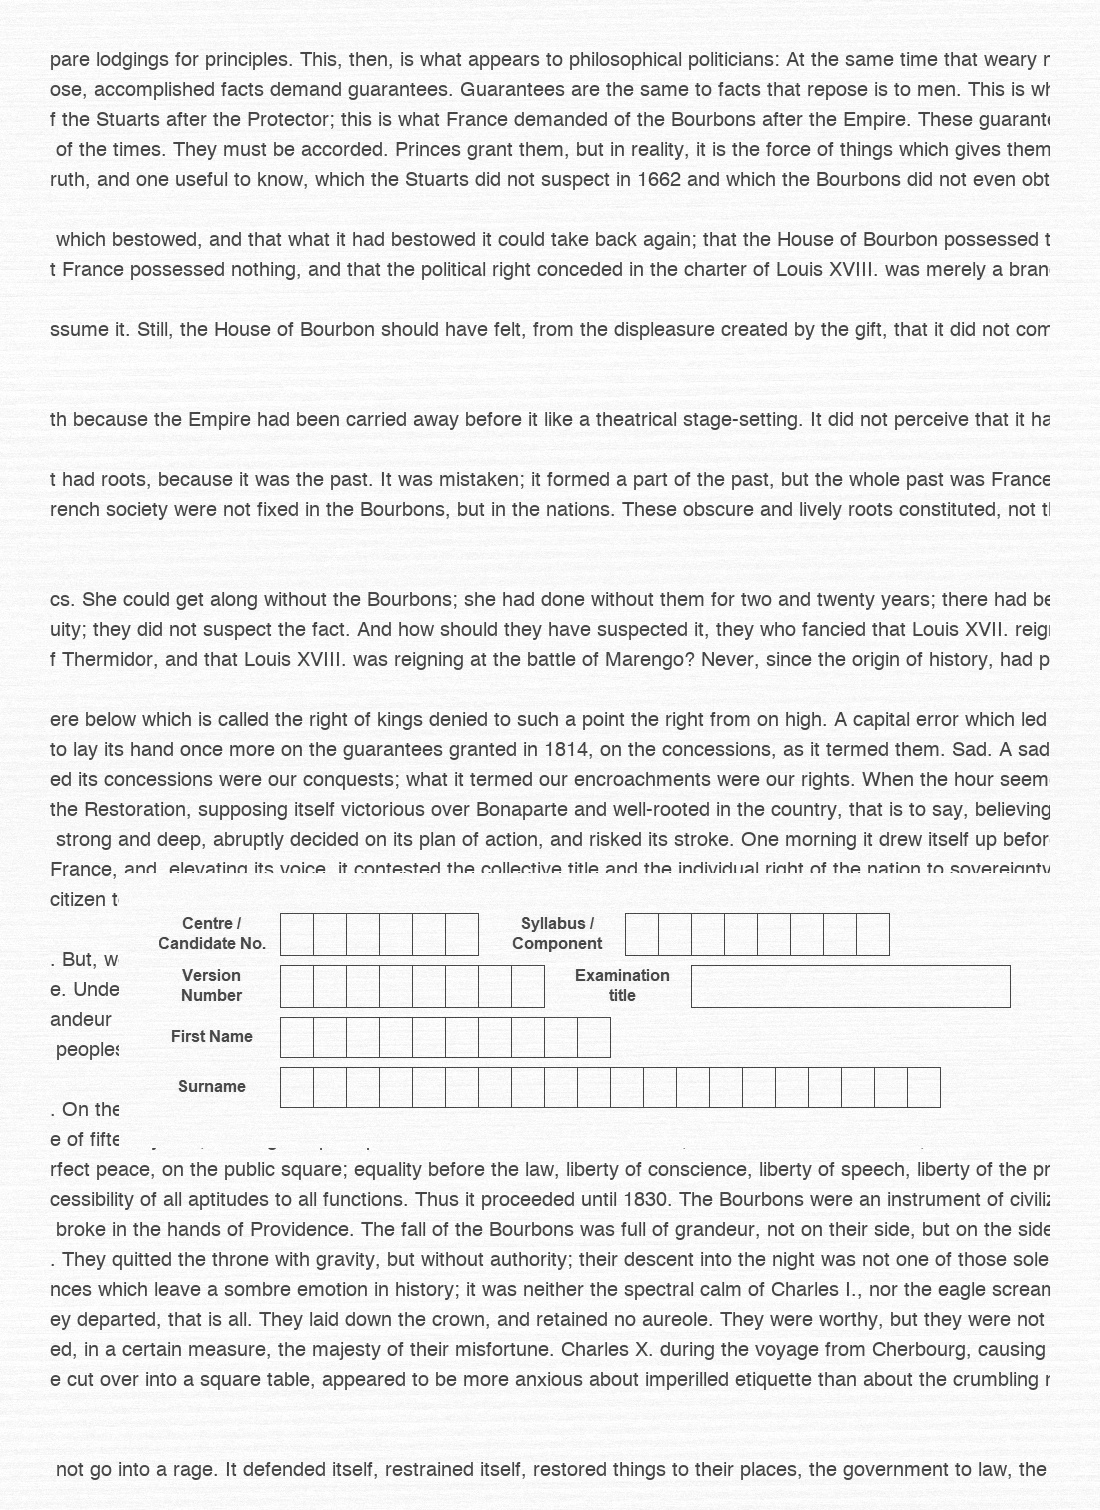 pare lodgings for principles. This, then, is what appears to philosophical politicians: At the same time that weary
ose, accomplished facts demand guarantees. Guarantees are the same to facts that repose is to men. This is
f the Stuarts after the Protector; this is what France demanded of the Bourbons after the Empire. These
of the times. They must be accorded. Princes grant them, but in reality, it is the force of things which gives them
ruth, and one useful to know, which the Stuarts did not suspect in 1662 and which the Bourbons did not even obt
which bestowed, and that what it had bestowed it could take back again; that the House of Bourbon possessed t
t France possessed nothing, and that the political right conceded in the charter of Louis XVIII. was merely a bran
ssume it. Still, the House of Bourbon should have felt, from the displeasure created by the gift, that it did not com
th because the Empire had been carried away before it like a theatrical stage-setting. It did not perceive that it ha
t had roots, because it was the past. It was mistaken; it formed a part of the past, but the whole past was France
rench society were not fixed in the Bourbons, but in the nations. These obscure and lively roots constituted, not
cs. She could get along without the Bourbons; she had done without them for two and twenty years; there had be
uity; they did not suspect the fact. And how should they have suspected it, they who fancied that Louis XVII. reig
f Thermidor, and that Louis XVIII. was reigning at the battle of Marengo? Never, since the origin of history, had p
ere below which is called the right of kings denied to such a point the right from on high. A capital error which led
to lay its hand once more on the guarantees granted in 1814, on the concessions, as it termed them. Sad. A sad
ed its concessions were our conquests; what it termed our encroachments were our rights. When the hour seem
the Restoration, supposing itself victorious over Bonaparte and well-rooted in the country, that is to say, believing
strong and deep, abruptly decided on its plan of action, and risked its stroke. One morning it drew itself up befor
France, and, elevating its voice, it contested the collective title and the individual right of the nation to sovereignty
citizen t
Centre / Candidate No.
Syllabus / Component
. But, w
Version Number
Examination title
e. Unde
andeur
First Name
peoples
Surname
. On the
e of fifte
rfect peace, on the public square; equality before the law, liberty of conscience, liberty of speech, liberty of the pr
cessibility of all aptitudes to all functions. Thus it proceeded until 1830. The Bourbons were an instrument of civili
broke in the hands of Providence. The fall of the Bourbons was full of grandeur, not on their side, but on the side
. They quitted the throne with gravity, but without authority; their descent into the night was not one of those sole
nces which leave a sombre emotion in history; it was neither the spectral calm of Charles I., nor the eagle scream
ey departed, that is all. They laid down the crown, and retained no aureole. They were worthy, but they were not
ed, in a certain measure, the majesty of their misfortune. Charles X. during the voyage from Cherbourg, causing
e cut over into a square table, appeared to be more anxious about imperilled etiquette than about the crumbling
not go into a rage. It defended itself, restrained itself, restored things to their places, the government to law, the